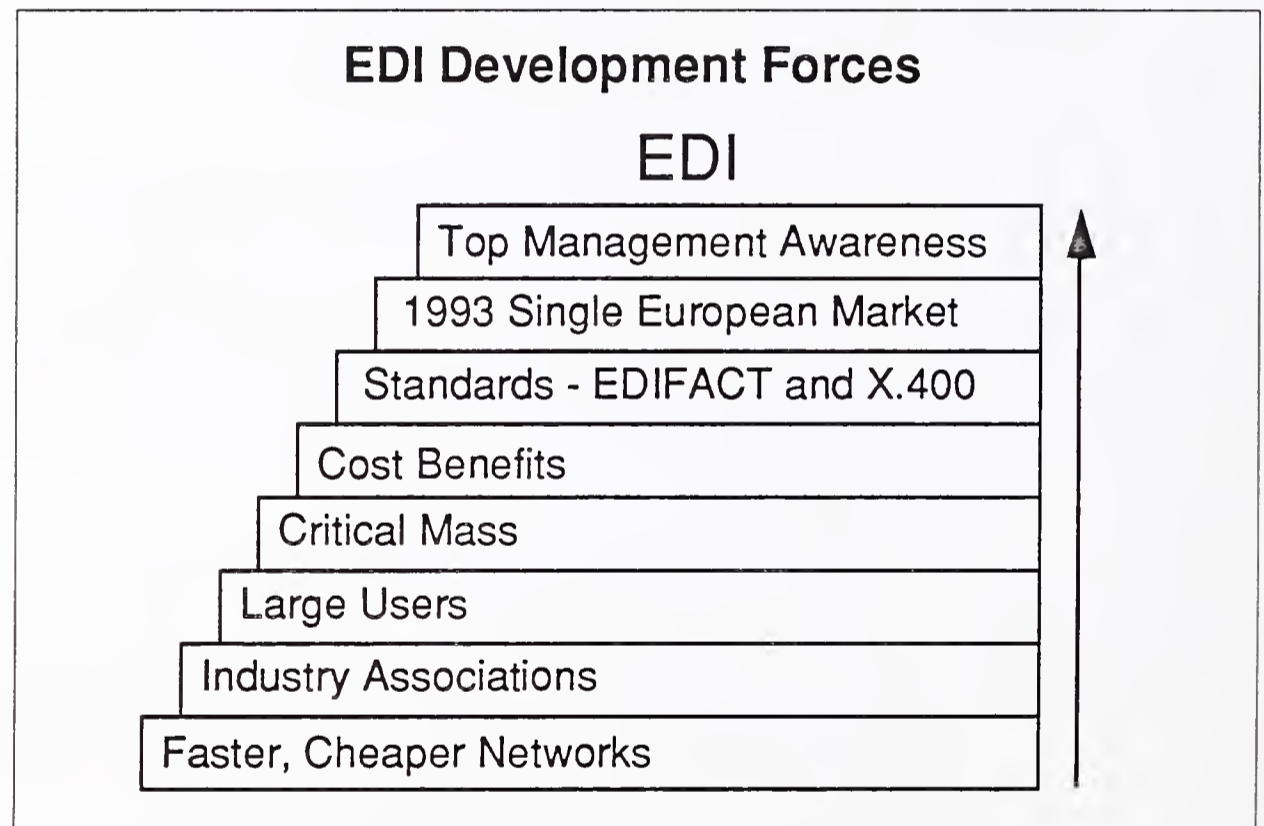 EDI Development Forces
EDI
Top Management Awareness
1993 Single European Market
Standards - EDIFACT and X.400
Cost Benefits
Critical Mass
Large Users
Industry Associations
Faster, Cheaper Networks